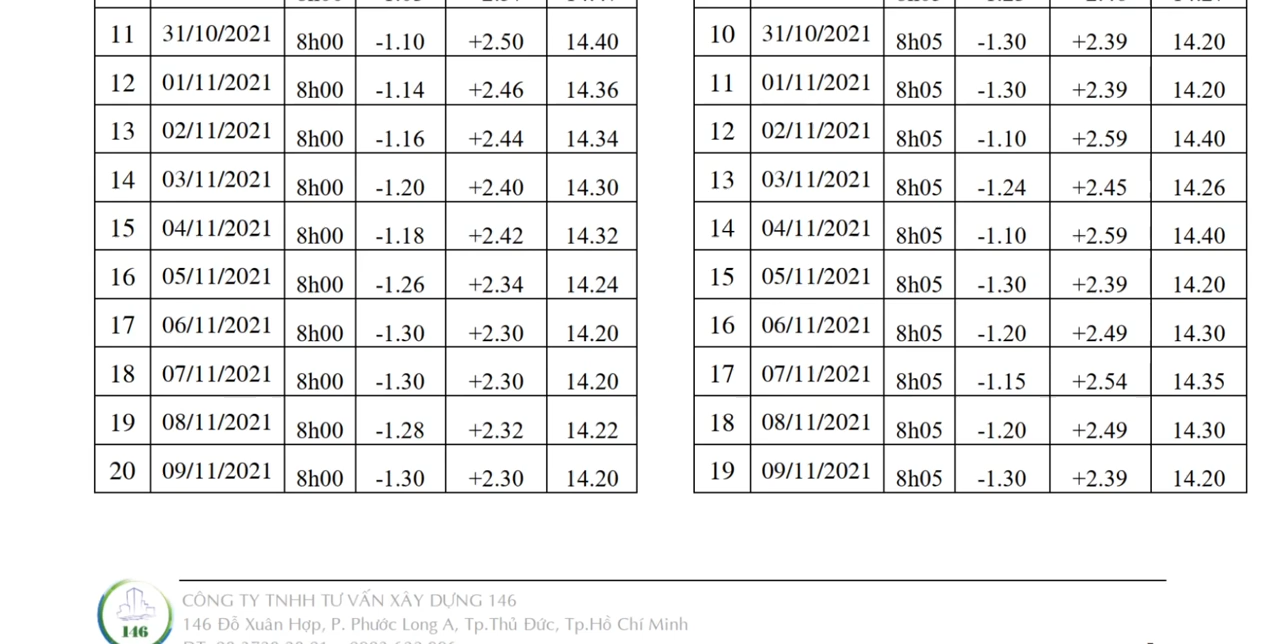 11 31/10/2021 8h00 -1.10 +2.50 14.40
12 01/11/2021 8h00 -1.14 +2.46 14.36
13 02/11/2021 8h00 -1.16 +2.44 14.34
14 03/11/2021 8h00 -1.20 +2.40 14.30
15 04/11/2021 8h00 -1.18 +2.42 14.32
16 05/11/2021 8h00 -1.26 +2.34 14.24
17 06/11/2021 8h00 -1.30 +2.30 14.20
18 07/11/2021 8h00 -1.30 +2.30 14.20
19 08/11/2021 8h00 -1.28 +2.32 14.22
20 09/11/2021 8h00 -1.30 +2.30 14.20
10 31/10/2021 8h05 -1.30 +2.39 14.20
11 01/11/2021 8h05 -1.30 +2.39 14.20
12 02/11/2021 8h05 -1.10 +2.59 14.40
13 03/11/2021 8h05 -1.24 +2.45 14.26
14 04/11/2021 8h05 -1.10 +2.59 14.40
15 05/11/2021 8h05 -1.30 +2.39 14.20
16 06/11/2021 8h05 -1.20 +2.49 14.30
17 07/11/2021 8h05 -1.15 +2.54 14.35
18 08/11/2021 8h05 -1.20 +2.49 14.30
19 09/11/2021 8h05 -1.30 +2.39 14.20
146
CÔNG TY TNHH TƯ VẤN XÂY DỰNG 146
146 Đỗ Xuân Hợp, P. Phước Long A, Tp.Thủ Đức, Tp.Hồ Chí Minh